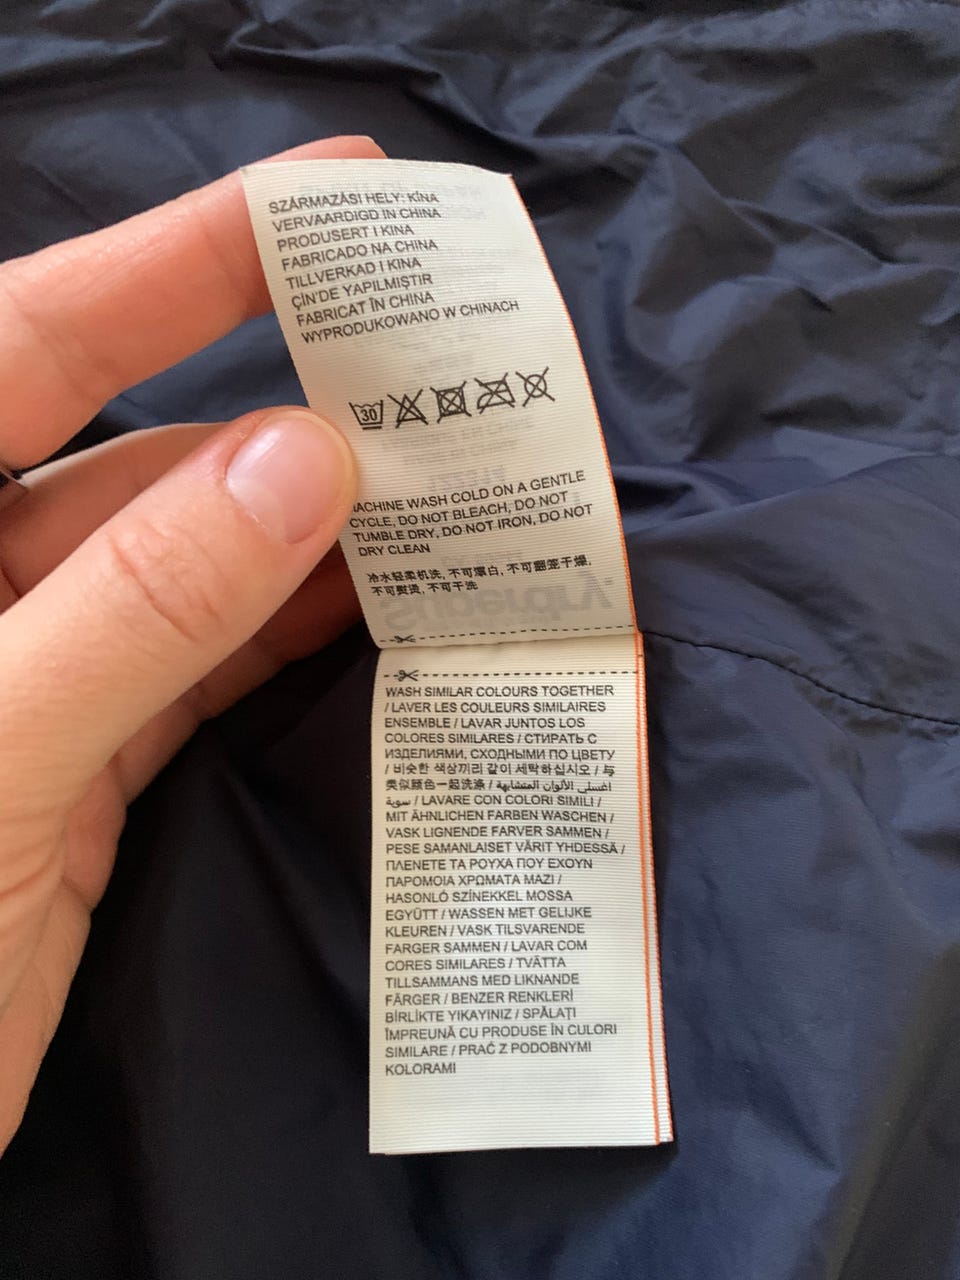 SZÁRMAZÁSI HELY: KÍNA
VERVAARDIGD IN CHINA
PRODUSERT I KINA
FABRICADO NA CHINA
TILLVERKAD I KINA
ÇİN'DE YAPILMIŞTIR
FABRICAT ÎN CHINA
WYPRODUKOWANO W CHINACH
30
MACHINE WASH COLD ON A GENTLE
CYCLE, DO NOT BLEACH, DO NOT
TUMBLE DRY, DO NOT IRON, DO NOT
DRY CLEAN
冷水轻柔机洗, 不可漂白, 不可翻笼干燥,
不可熨烫, 不可干洗
Superdry.
WASH SIMILAR COLOURS TOGETHER
/ LAVER LES COULEURS SIMILAIRES
ENSEMBLE / LAVAR JUNTOS LOS
COLORES SIMILARES / СТИРАТЬ С
ИЗДЕЛИЯМИ, СХОДНЫМИ ПО ЦВЕТУ
/ 비슷한 색상끼리 같이 세탁하십시오 / 与
类似颜色一起洗涤 / اغسلي الألوان المتشابهة
سوية / LAVARE CON COLORI SIMILI /
MIT ÄHNLICHEN FARBEN WASCHEN /
VASK LIGNENDE FARVER SAMMEN /
PESE SAMANLAISET VÄRIT YHDESSÄ /
ΠΛΕΝΕΤΕ ΤΑ ΡΟΥΧΑ ΠΟΥ ΕΧΟΥΝ
ΠΑΡΟΜΟΙΑ ΧΡΩΜΑΤΑ ΜΑΖΙ /
HASONLÓ SZÍNEKKEL MOSSA
EGYÜTT / WASSEN MET GELIJKE
KLEUREN / VASK TILSVARENDE
FARGER SAMMEN / LAVAR COM
CORES SIMILARES / TVÄTTA
TILLSAMMANS MED LIKNANDE
FÄRGER / BENZER RENKLERİ
BİRLİKTE YIKAYINIZ / SPĂLAȚI
ÎMPREUNĂ CU PRODUSE ÎN CULORI
SIMILARE / PRAĆ Z PODOBNYMI
KOLORAMI